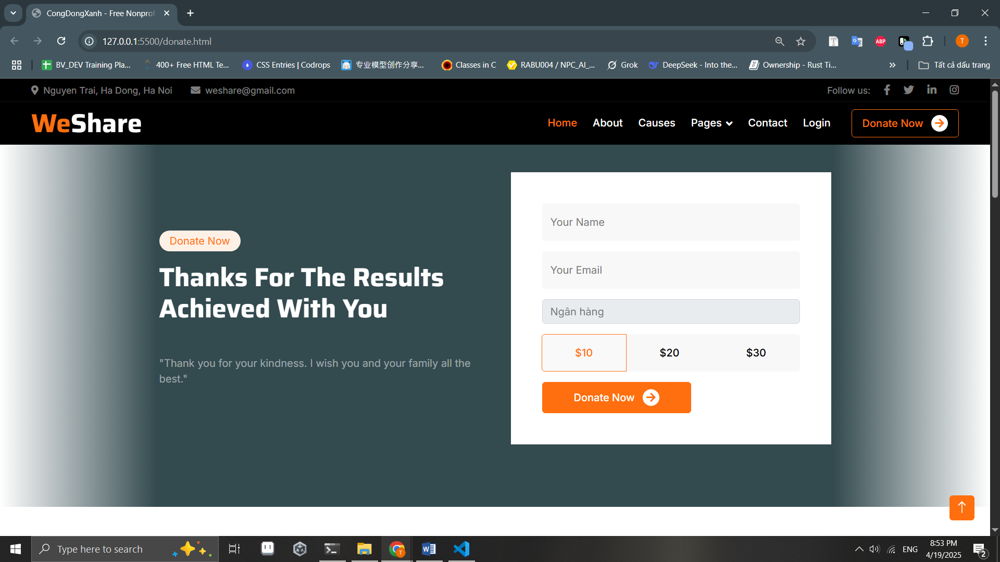 CongDongXanh - Free Nonprof
127.0.0.1:5500/donate.html
T
ABP
T
BV_DEV Training Pla...
400+ Free HTML Te...
CSS Entries | Codrops
专业模型创作分享...
Classes in C
RABU004 / NPC_AI_...
Grok
DeepSeek - Into the...
Ownership - Rust Ti...
Tất cả dấu trang
Nguyen Trai, Ha Dong, Ha Noi
weshare@gmail.com
Follow us:
WeShare
Home
About
Causes
Pages
Contact
Login
Donate Now
Donate Now
Thanks For The Results
Achieved With You
"Thank you for your kindness. I wish you and your family all the
best."
Your Name
Your Email
Ngân hàng
$10
$20
$30
Donate Now
Type here to search
ENG
8:53 PM
4/19/2025
2